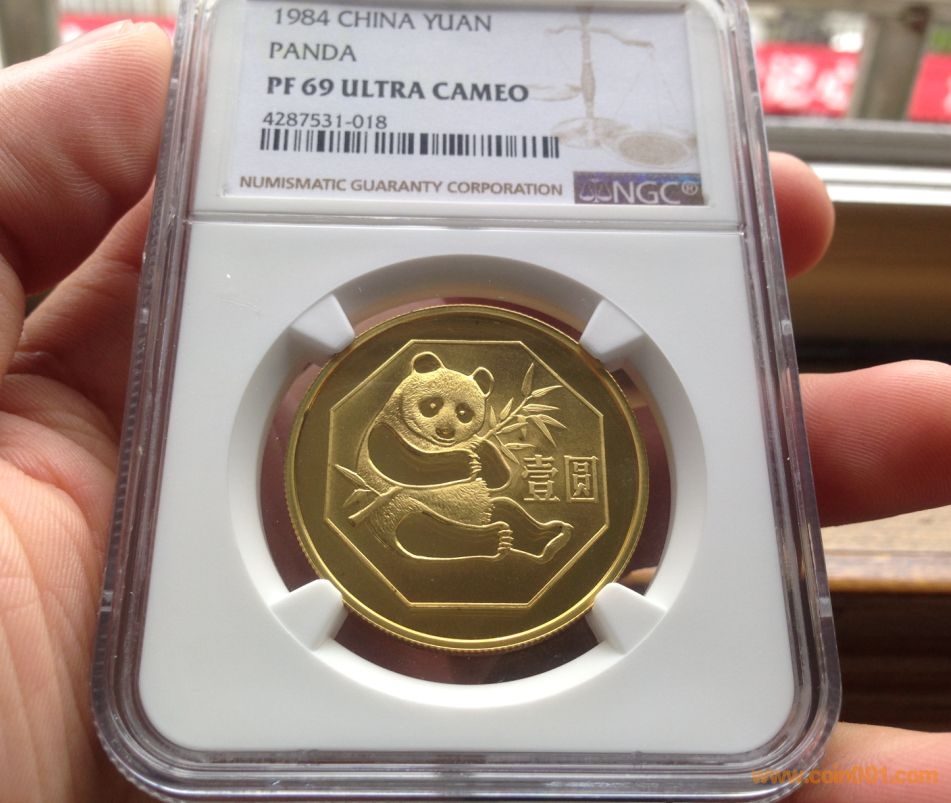 1984 CHINA YUAN
PANDA
PF 69 ULTRA CAMEO
4287531-018
NUMISMATIC GUARANTY CORPORATION NGC®
壹圆
www.coin001.com